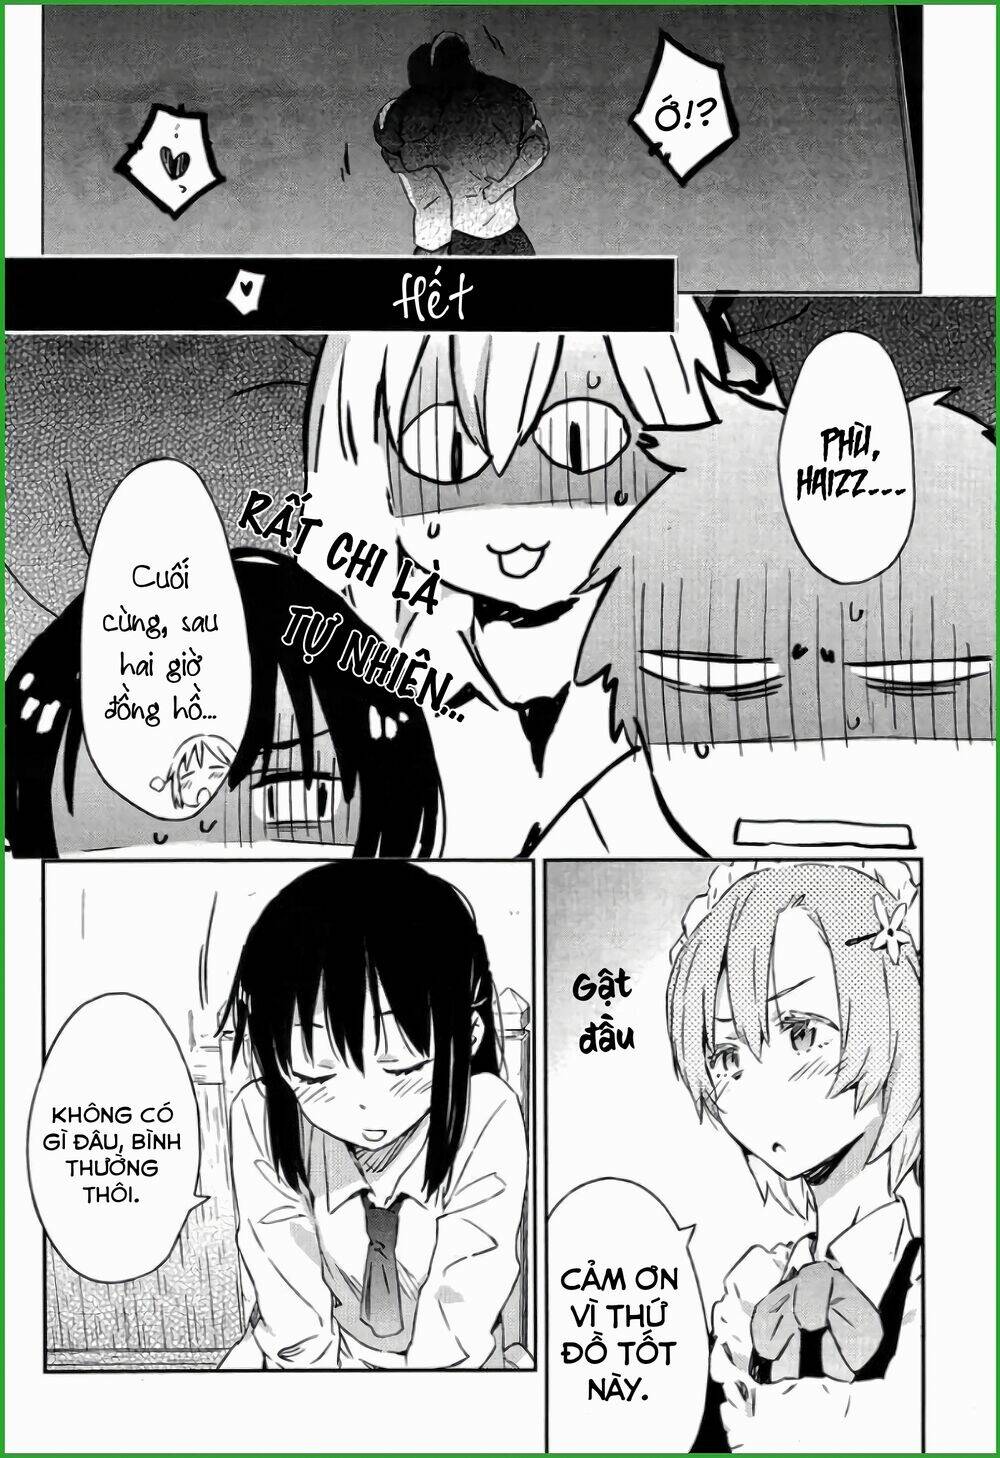 Ớ!?
Hết
PHÙ,
HAIZZ...
RẤT CHI LÀ
TỰ NHIÊN...
Cuối
cùng, sau
hai giờ
đồng hồ...
Gật
đầu
CẢM ƠN
VÌ THỨ
ĐỒ TỐT
NÀY.
KHÔNG CÓ
GÌ ĐÂU, BÌNH
THƯỜNG
THÔI.